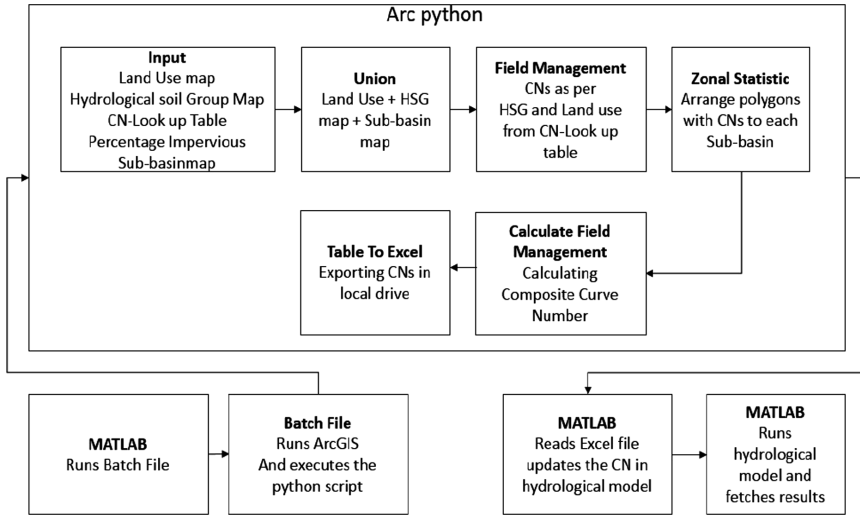 Arc python
Input
Land Use map
Hydrological soil Group Map
CN-Look up Table
Percentage Impervious
Sub-basinmap
Union
Land Use + HSG
map + Sub-basin
map
Field Management
CNs as per
HSG and Land use
from CN-Look up
table
Zonal Statistic
Arrange polygons
with CNs to each
Sub-basin
Calculate Field
Management
Calculating
Composite Curve
Number
Table To Excel
Exporting CNs in
local drive
MATLAB
Runs Batch File
Batch File
Runs ArcGIS
And executes the
python script
MATLAB
Reads Excel file
updates the CN in
hydrological model
MATLAB
Runs
hydrological
model and
fetches results